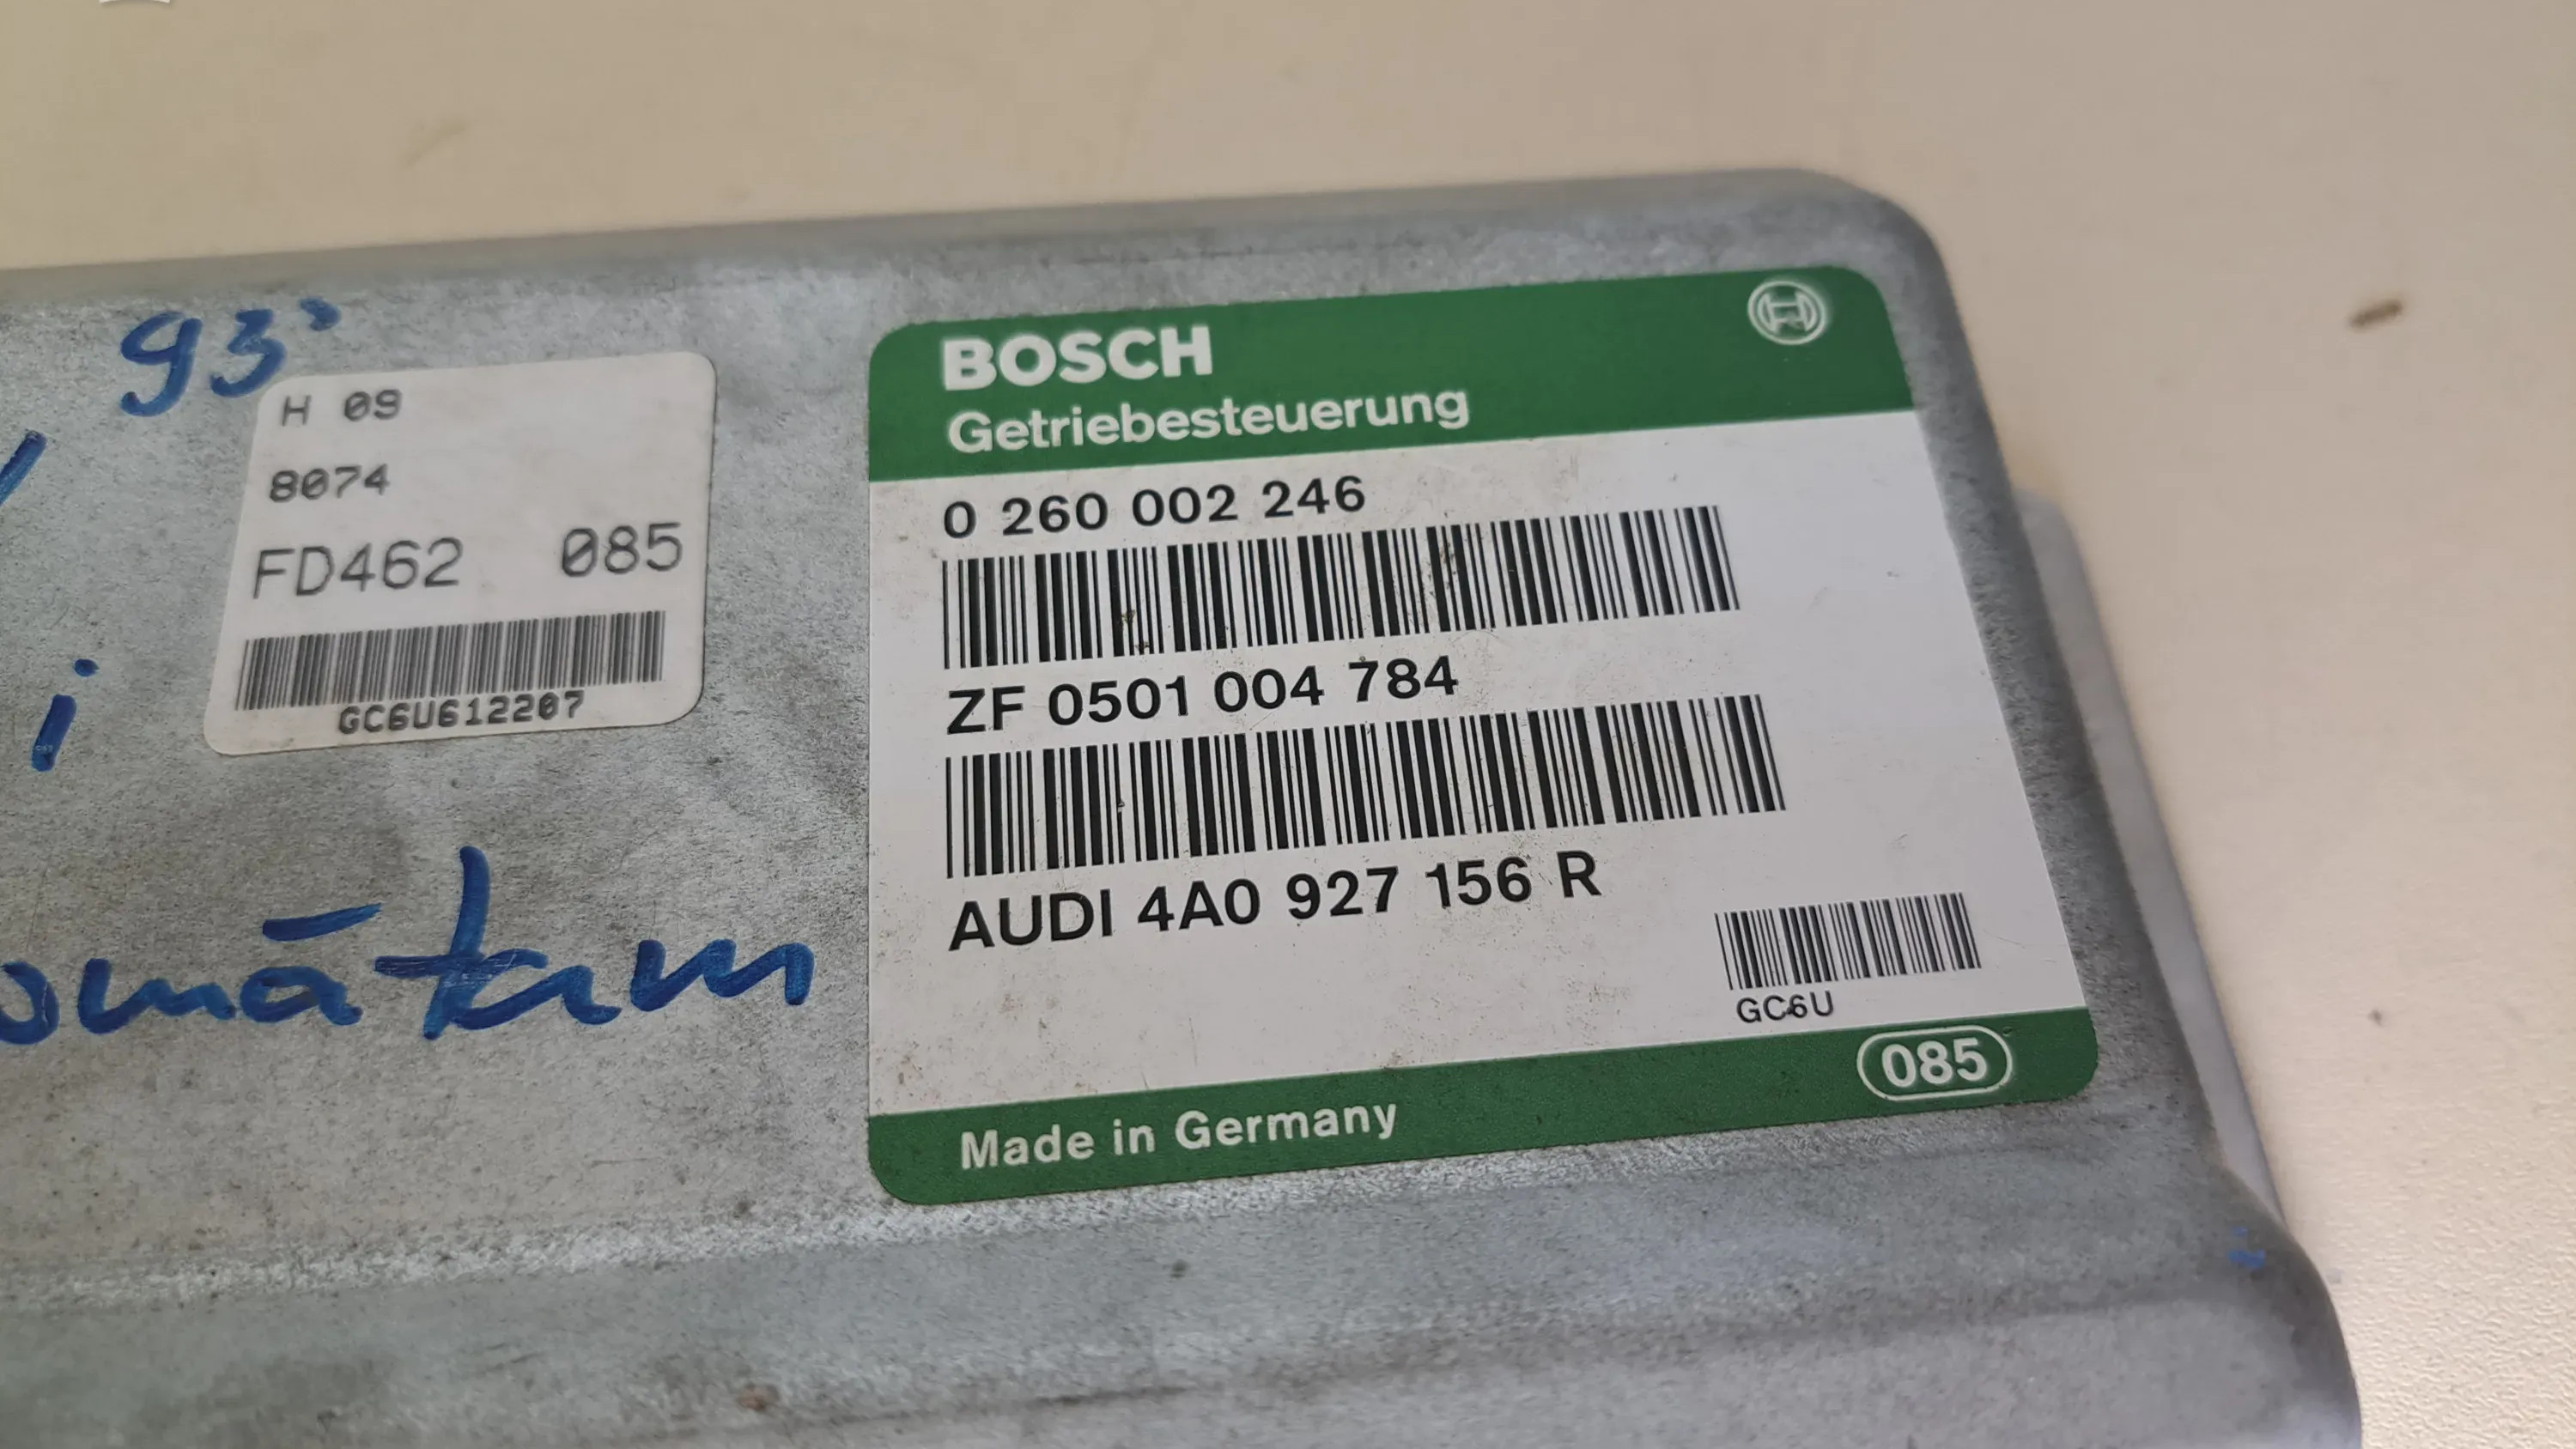 93
H 09
8074
FD462 085
GC6U612207
i
BOSCH
Getriebesteuerung
0 260 002 246
ZF 0501 004 784
AUDI 4A0 927 156 R
GC6U
085
Made in Germany